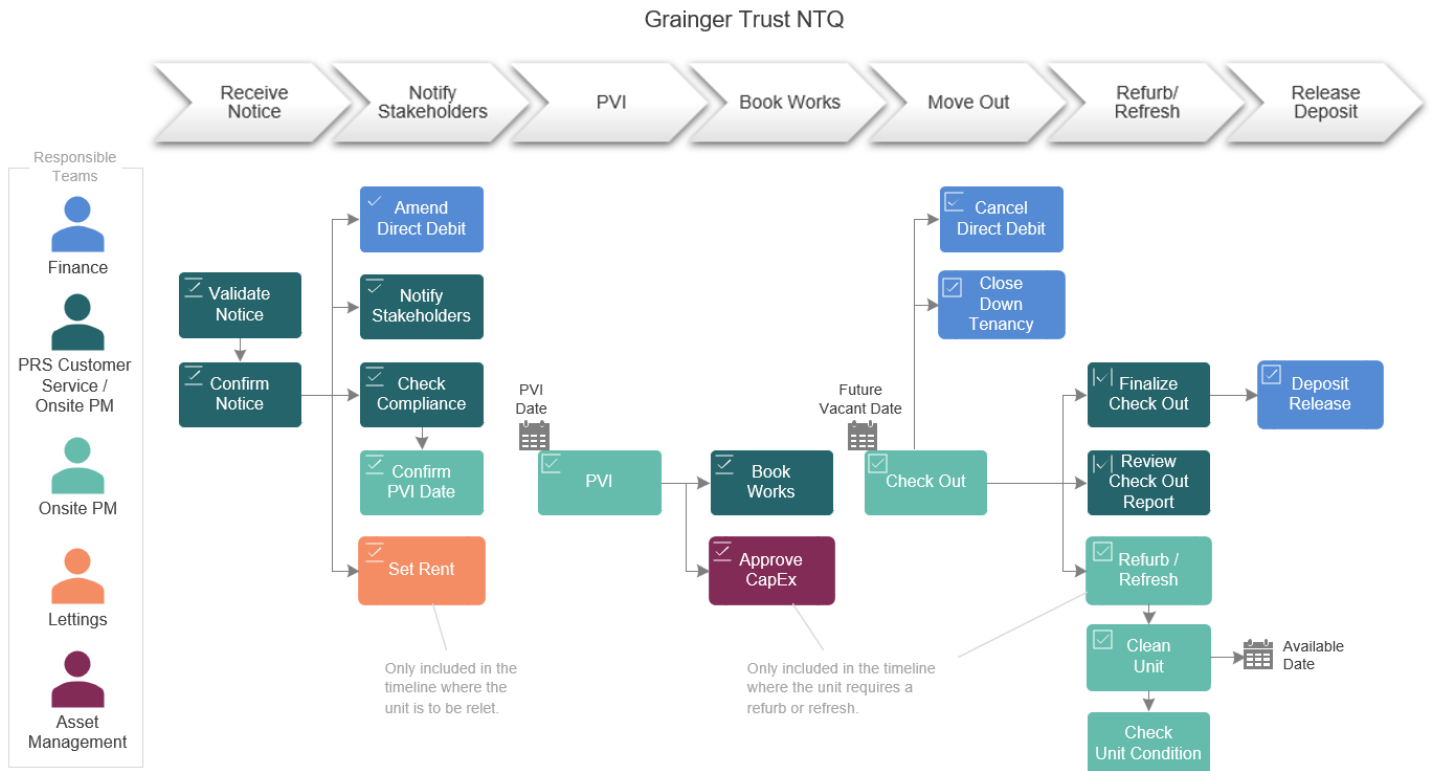 Grainger Trust NTQ
Receive
Notice
Notify
Stakeholders
PVI
Book Works
Move Out
Refurb/
Refresh
Release
Deposit
Responsible
Teams
Finance
PRS Customer
Service /
Onsite PM
Onsite PM
Lettings
Asset
Management
Validate
Notice
Confirm
Notice
Amend
Direct Debit
Notify
Stakeholders
Check
Compliance
Confirm
PVI Date
Set Rent
Only included in the
timeline where the
unit is to be relet.
PVI
Date
PVI
Book
Works
Approve
CapEx
Only included in the timeline
where the unit requires a
refurb or refresh.
Future
Vacant Date
Check Out
Cancel
Direct Debit
Close
Down
Tenancy
Finalize
Check Out
Review
Check Out
Report
Refurb /
Refresh
Clean
Unit
Check
Unit Condition
Available
Date
Deposit
Release